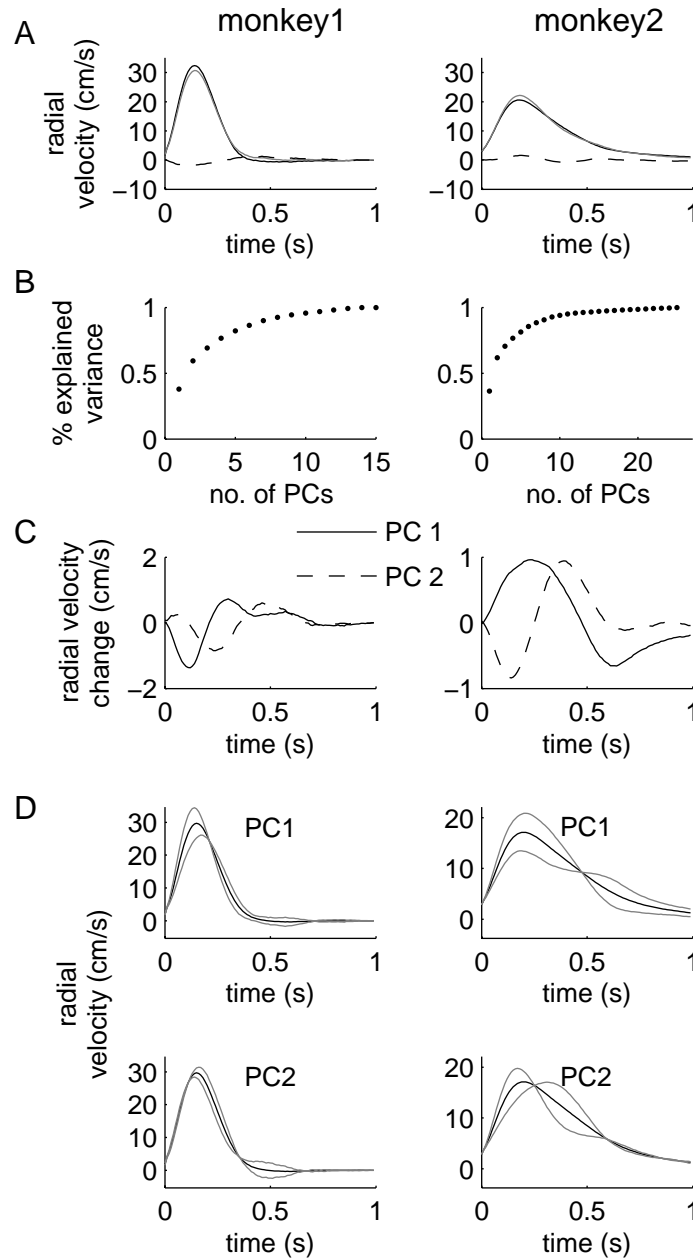 monkey1 monkey2
A
radial
velocity (cm/s)
30
20
10
0
−10
0 0.5 1
time (s)
30
20
10
0
−10
0 0.5 1
time (s)
B
% explained
variance
1
0.5
0
0 5 10 15
no. of PCs
1
0.5
0
0 10 20
no. of PCs
C
PC 1
PC 2
radial velocity
change (cm/s)
2
0
−2
0 0.5 1
time (s)
1
0
−1
0 0.5 1
time (s)
D
radial
velocity (cm/s)
PC1
30
20
10
0
0 0.5 1
time (s)
PC1
20
10
0
0 0.5 1
time (s)
PC2
30
20
10
0
0 0.5 1
time (s)
PC2
20
10
0
0 0.5 1
time (s)